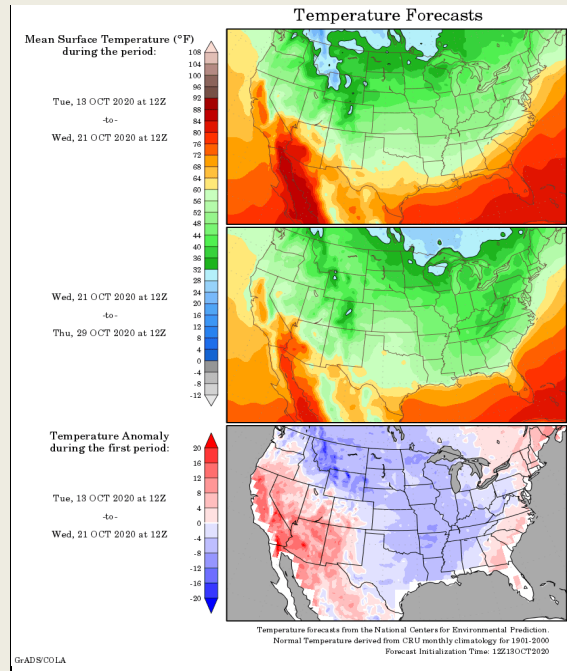 Temperature Forecasts
Mean Surface Temperature (°F)
during the period:
Tue, 13 OCT 2020 at 12Z
-to-
Wed, 21 OCT 2020 at 12Z
108
104
100
96
92
88
84
80
76
72
68
64
60
56
52
48
44
40
36
32
28
24
20
16
12
8
4
0
-4
-8
-12
Wed, 21 OCT 2020 at 12Z
-to-
Thu, 29 OCT 2020 at 12Z
Temperature Anomaly
during the first period:
Tue, 13 OCT 2020 at 12Z
-to-
Wed, 21 OCT 2020 at 12Z
20
16
12
8
4
0
-4
-8
-12
-16
-20
Temperature forecasts from the National Centers for Environmental Prediction.
Normal Temperature derived from CRU monthly climatology for 1901-2000
Forecast Initialization Time: 12Z13OCT2020
GrADS/COLA